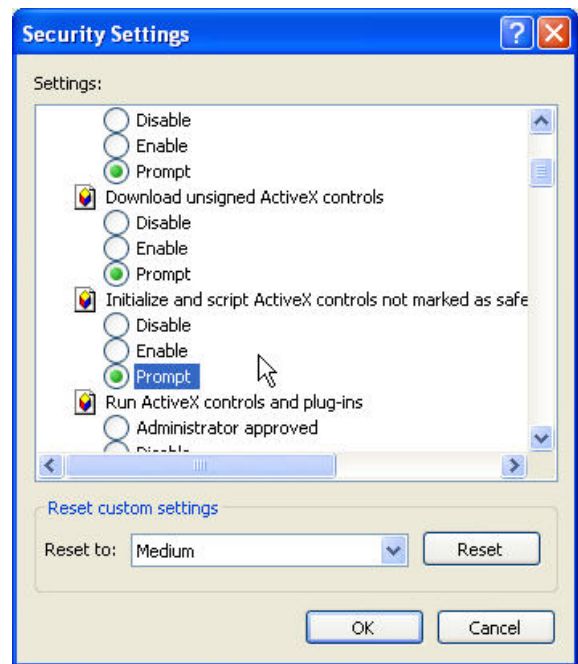 Security Settings
Settings:
Disable
Enable
Prompt
Download unsigned ActiveX controls
Disable
Enable
Prompt
Initialize and script ActiveX controls not marked as safe
Disable
Enable
Prompt
Run ActiveX controls and plug-ins
Administrator approved
Disable
Reset custom settings
Reset to: Medium Reset
OK Cancel